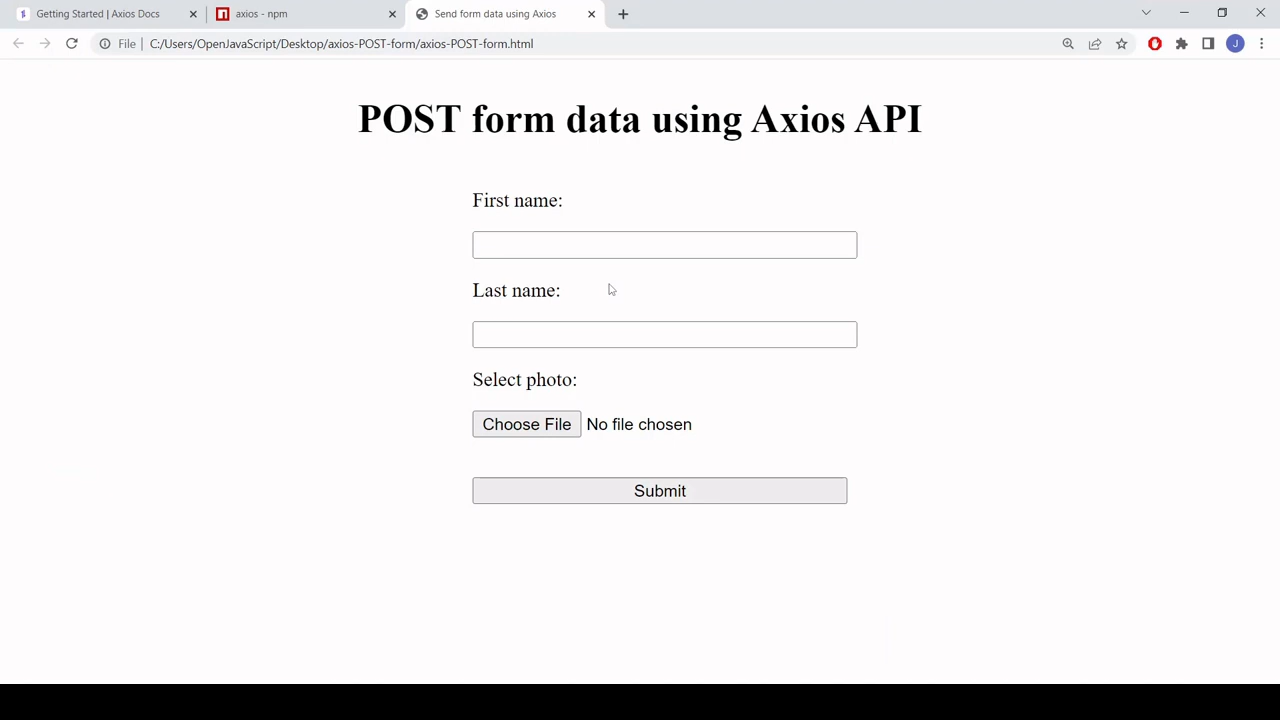 Getting Started | Axios Docs
axios - npm
Send form data using Axios
File
C:/Users/OpenJavaScript/Desktop/axios-POST-form/axios-POST-form.html
J
POST form data using Axios API
First name:
Last name:
Select photo:
Choose File No file chosen
Submit